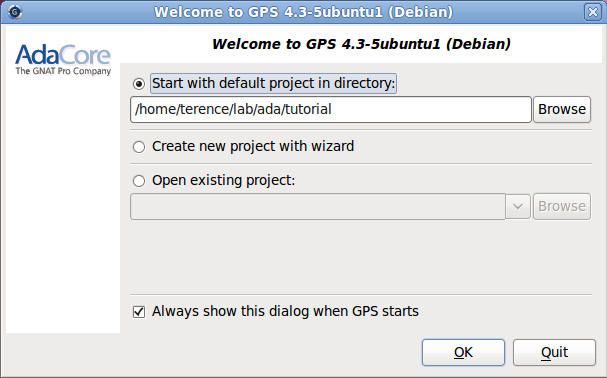 Welcome to GPS 4.3-5ubuntu1 (Debian)
AdaCore
The GNAT Pro Company
Welcome to GPS 4.3-5ubuntu1 (Debian)
Start with default project in directory:
/home/terence/lab/ada/tutorial
Browse
Create new project with wizard
Open existing project:
Browse
Always show this dialog when GPS starts
OK
Quit